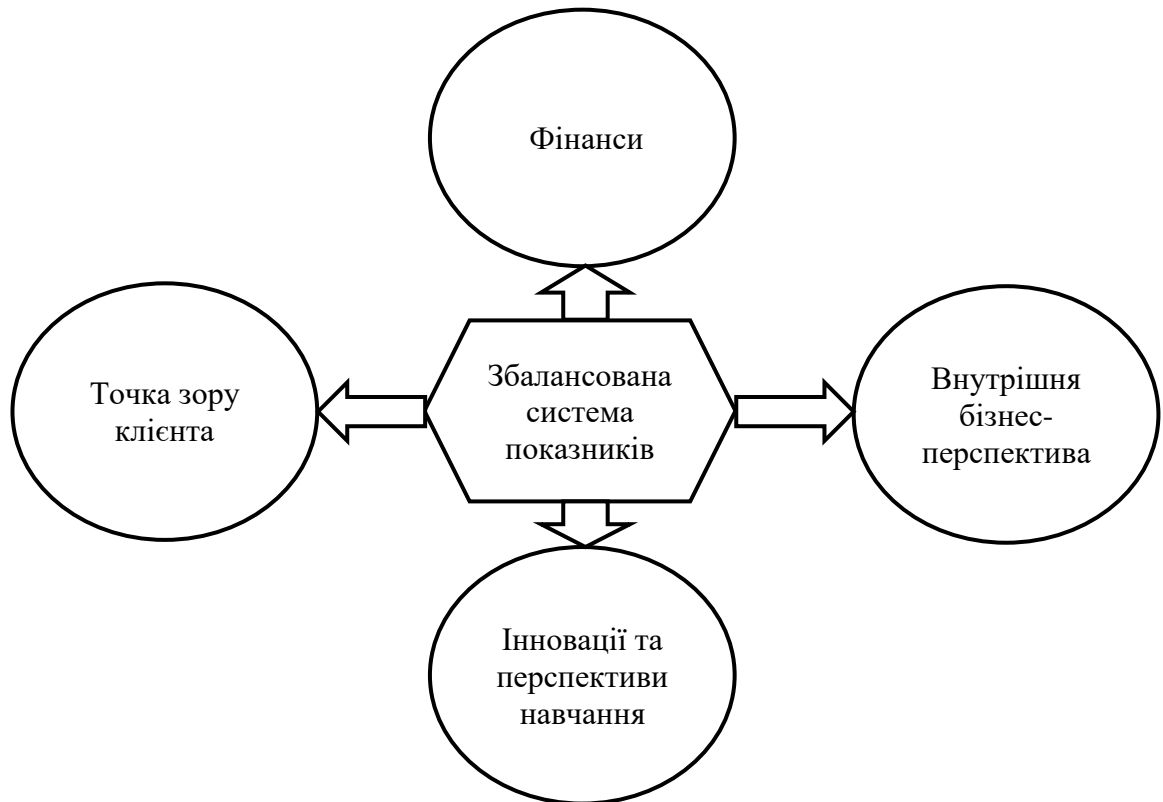 Фінанси
Точка зору
клієнта
Збалансована
система
показників
Внутрішня
бізнес-
перспектива
Інновації та
перспективи
навчання